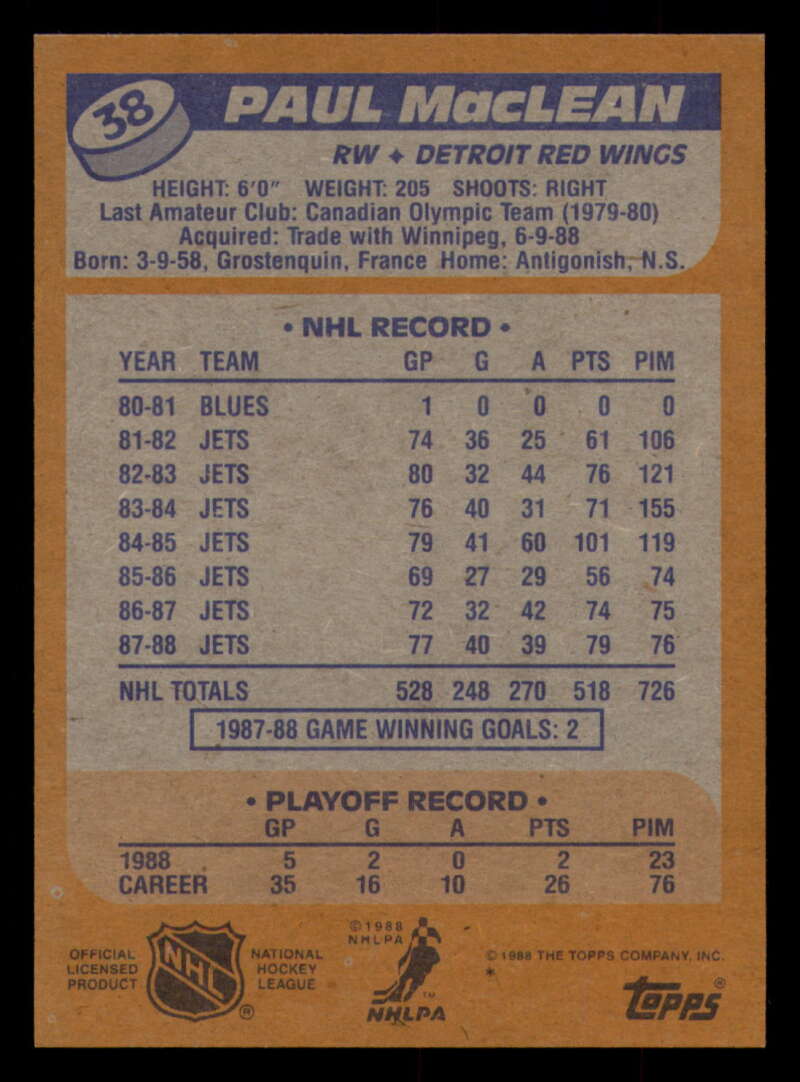 38
PAUL MacLEAN
RW ✦ DETROIT RED WINGS
HEIGHT: 6'0" WEIGHT: 205 SHOOTS: RIGHT
Last Amateur Club: Canadian Olympic Team (1979-80)
Acquired: Trade with Winnipeg, 6-9-88
Born: 3-9-58, Grostenquin, France Home: Antigonish, N.S.
• NHL RECORD •
YEAR TEAM GP G A PTS PIM
80-81 BLUES 1 0 0 0 0
81-82 JETS 74 36 25 61 106
82-83 JETS 80 32 44 76 121
83-84 JETS 76 40 31 71 155
84-85 JETS 79 41 60 101 119
85-86 JETS 69 27 29 56 74
86-87 JETS 72 32 42 74 75
87-88 JETS 77 40 39 79 76
NHL TOTALS 528 248 270 518 726
1987-88 GAME WINNING GOALS: 2
• PLAYOFF RECORD •
GP G A PTS PIM
1988 5 2 0 2 23
CAREER 35 16 10 26 76
OFFICIAL
LICENSED
PRODUCT
NHL
®
NATIONAL
HOCKEY
LEAGUE
©1988
NHLPA
TM
NHLPA
© 1988 THE TOPPS COMPANY, INC.
*
topps®